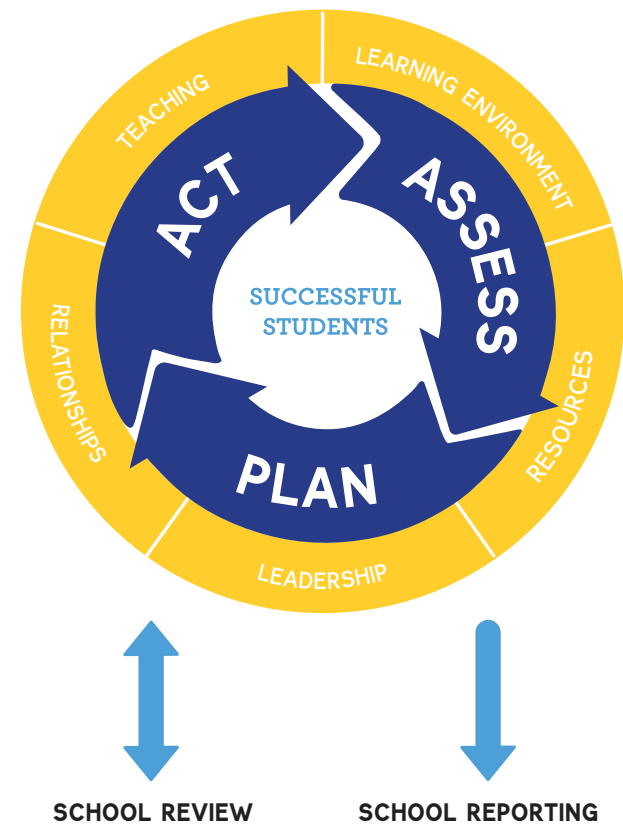 TEACHING
LEARNING ENVIRONMENT
ACT
ASSESS
SUCCESSFUL
STUDENTS
RELATIONSHIPS
RESOURCES
PLAN
LEADERSHIP
SCHOOL REVIEW
SCHOOL REPORTING